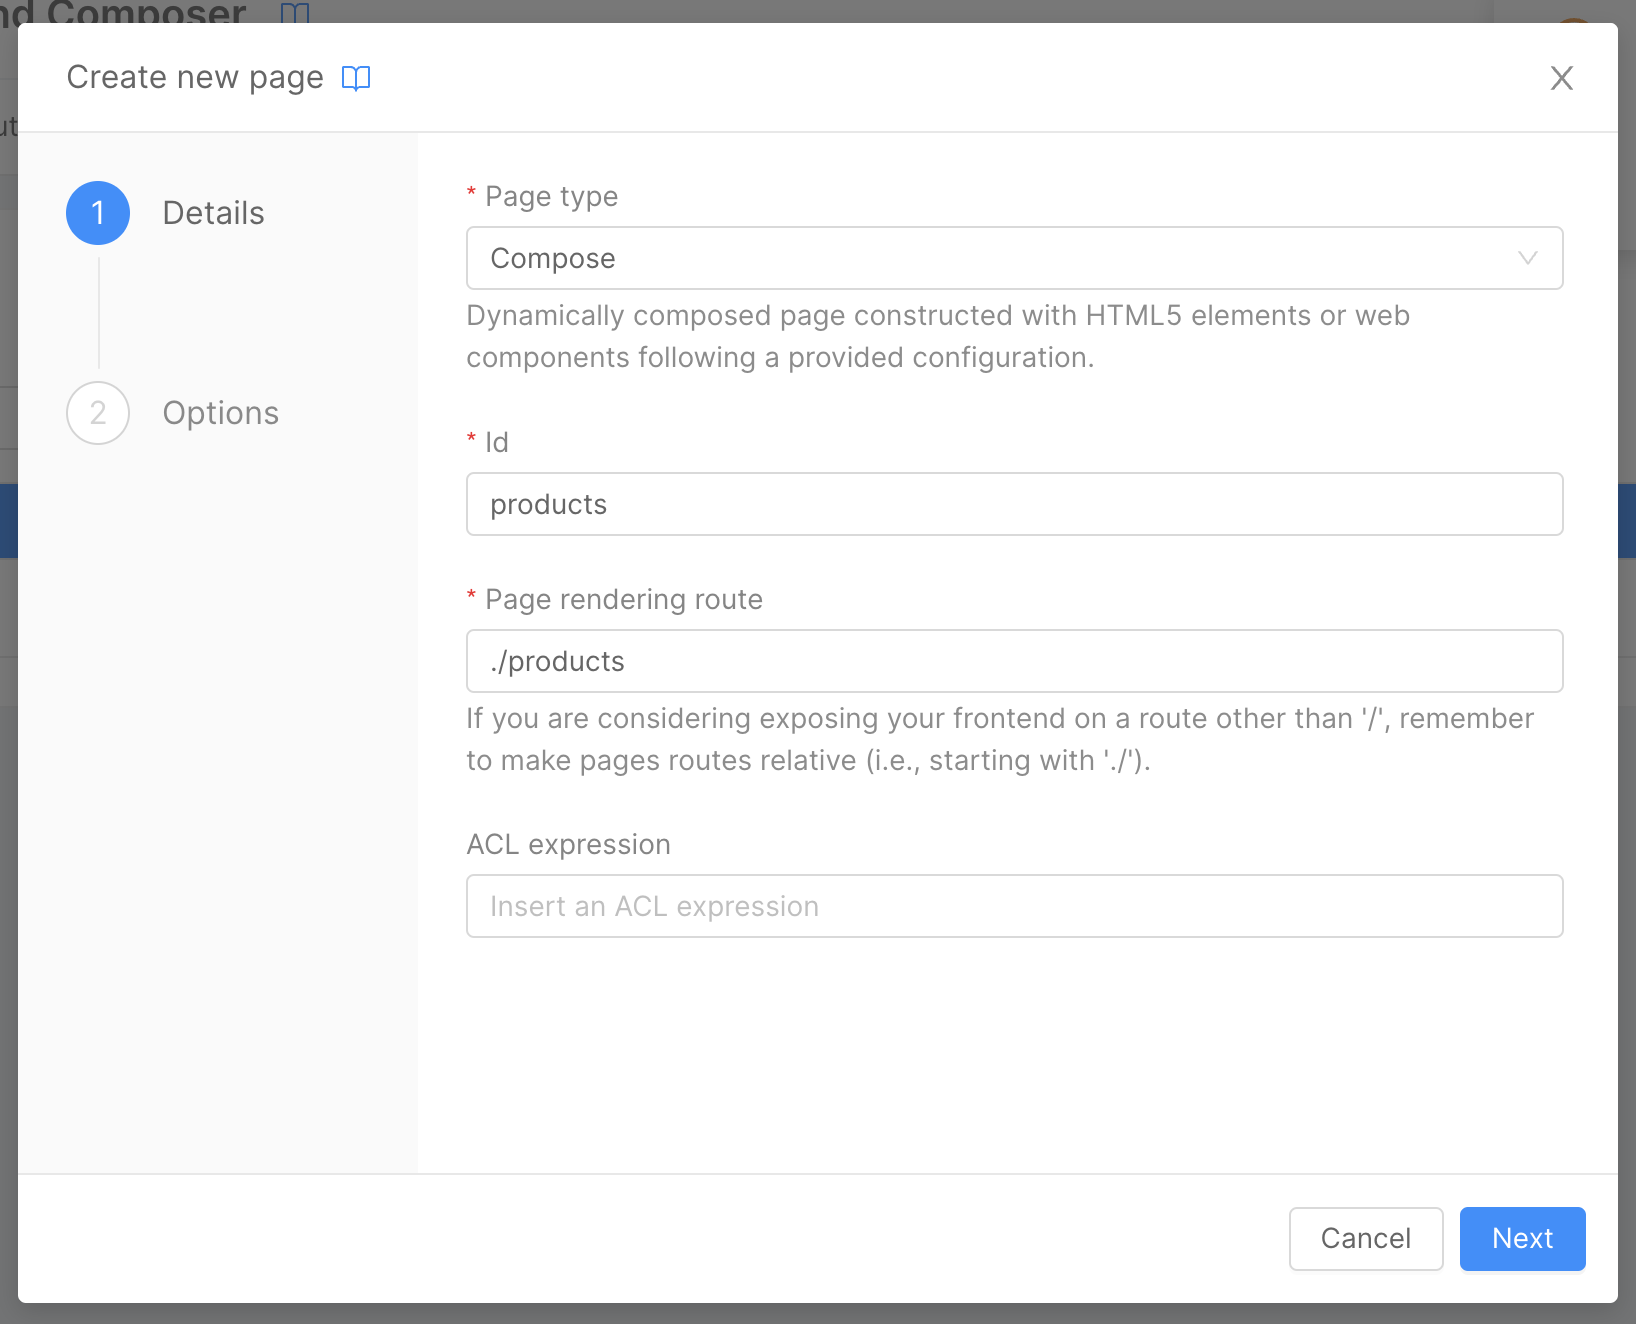 Composer
Create new page
1 Details
2 Options
* Page type
Compose
Dynamically composed page constructed with HTML5 elements or web
components following a provided configuration.
* Id
products
* Page rendering route
./products
If you are considering exposing your frontend on a route other than '/', remember
to make pages routes relative (i.e., starting with './').
ACL expression
Insert an ACL expression
Cancel
Next